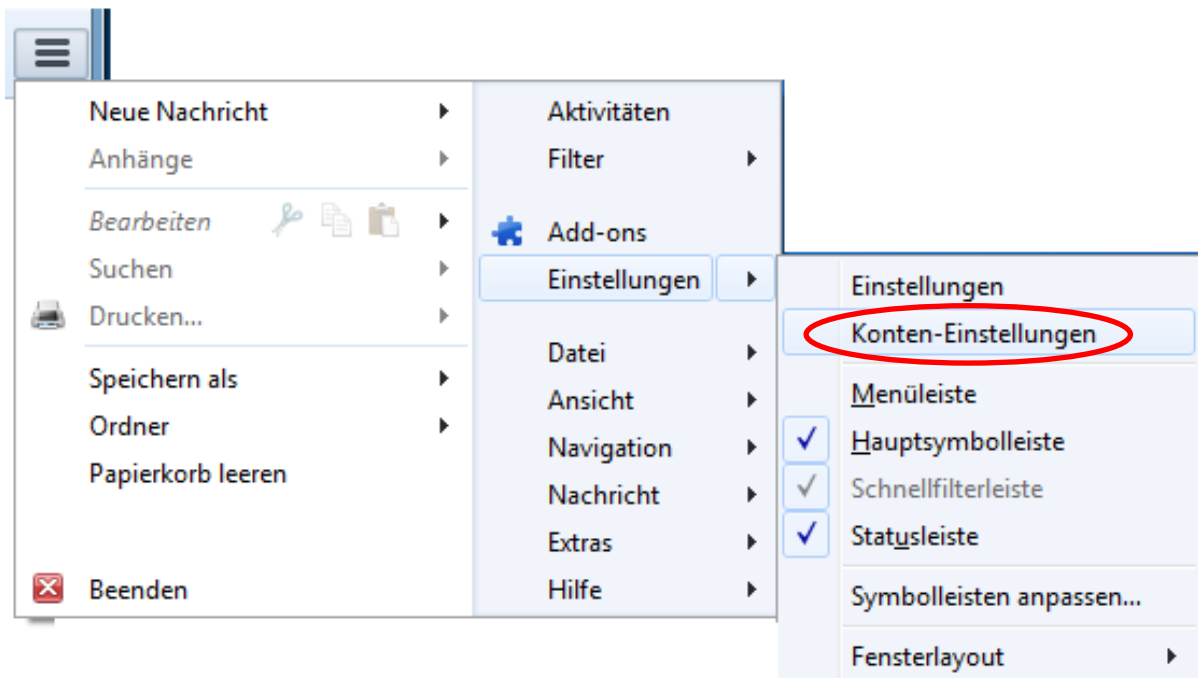 Neue Nachricht
Anhänge
Bearbeiten
Suchen
Drucken...
Speichern als
Ordner
Papierkorb leeren
Beenden
Aktivitäten
Filter
Add-ons
Einstellungen
Datei
Ansicht
Navigation
Nachricht
Extras
Hilfe
Einstellungen
Konten-Einstellungen
Menüleiste
Hauptsymbolleiste
Schnellfilterleiste
Statusleiste
Symbolleisten anpassen...
Fensterlayout